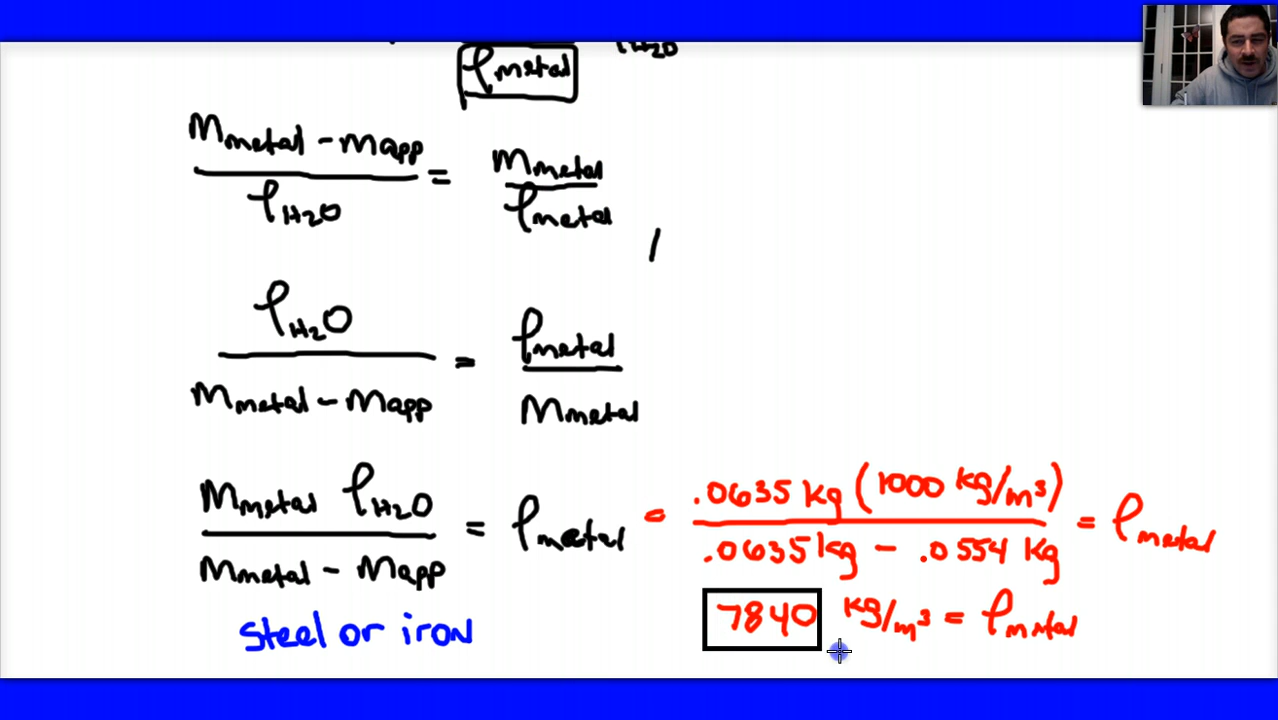 ρH₂O
ρmetal
Mmetal - Mapp / ρH₂O = Mmetal / ρmetal
ρH₂O / Mmetal - Mapp = ρmetal / Mmetal
Mmetal ρH₂O / Mmetal - Mapp = ρmetal = .0635 kg (1000 kg/m³) / .0635 kg - .0554 kg = ρmetal
steel or iron
7840 kg/m³ = ρmetal